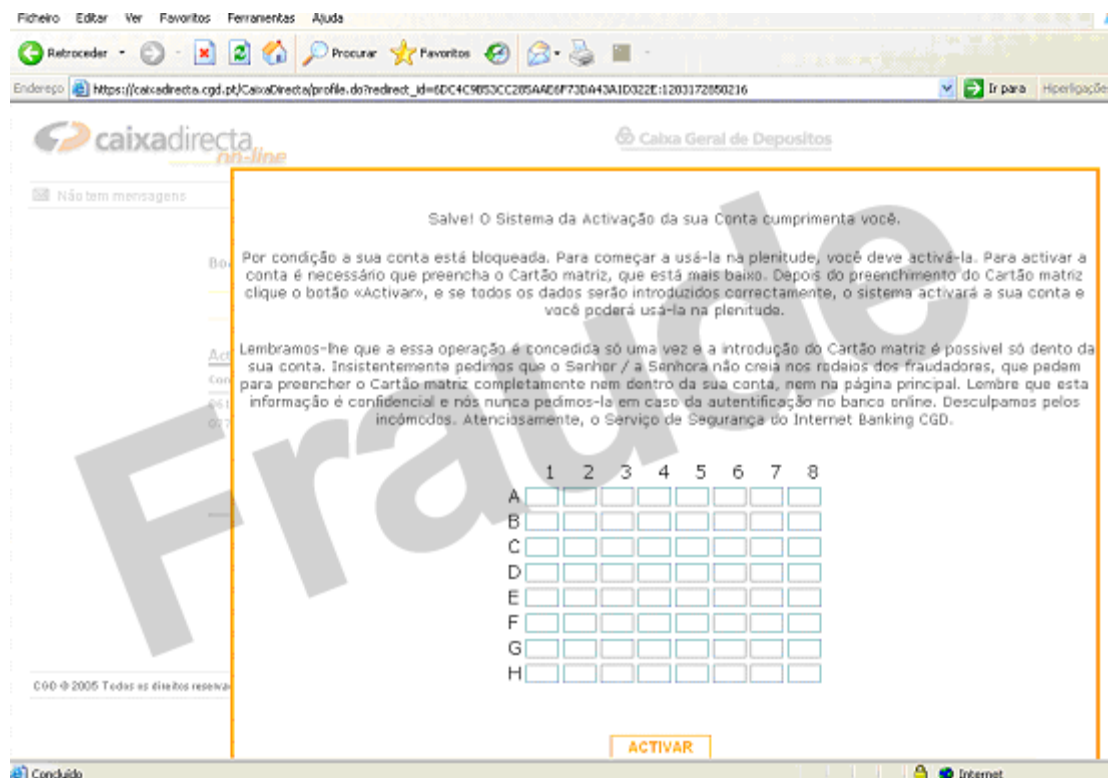 Ficheiro Editar Ver Favoritos Ferramentas Ajuda
Retroceder Procurar Favoritos
Endereço https://caixadirecta.cgd.pt/CaixaDirecta/profile.do?redirect_id=6DC4C9B53CC285AAE6F73DA43A1D322E:1203172850216 Ir para Hiperligaçõe
caixadirecta
on-line
Caixa Geral de Depositos
Não tem mensagens
Salve! O Sistema da Activação da sua Conta cumprimenta você.
Por condição a sua conta está bloqueada. Para começar a usá-la na plenitude, você deve activá-la. Para activar a
conta é necessário que preencha o Cartão matriz, que está mais baixo. Depois do preenchimento do Cartão matriz
clique o botão «Activar», e se todos os dados serão introduzidos correctamente, o sistema activará a sua conta e
você poderá usá-la na plenitude.
Lembramos-lhe que a essa operação é concedida só uma vez e a introdução do Cartão matriz é possivel só dento da
sua conta. Insistentemente pedimos que o Senhor / a Senhora não creia nos rodeios dos fraudadores, que pedem
para preencher o Cartão matriz completamente nem dentro da sua conta, nem na página principal. Lembre que esta
informação é confidencial e nós nunca pedimos-la em caso da autentificação no banco online. Desculpamos pelos
incómodos. Atenciosamente, o Serviço de Segurança do Internet Banking CGD.
1 2 3 4 5 6 7 8
A
B
C
D
E
F
G
H
ACTIVAR
CGD © 2005 Todos os direitos reserva
Concluído Internet
Fraude